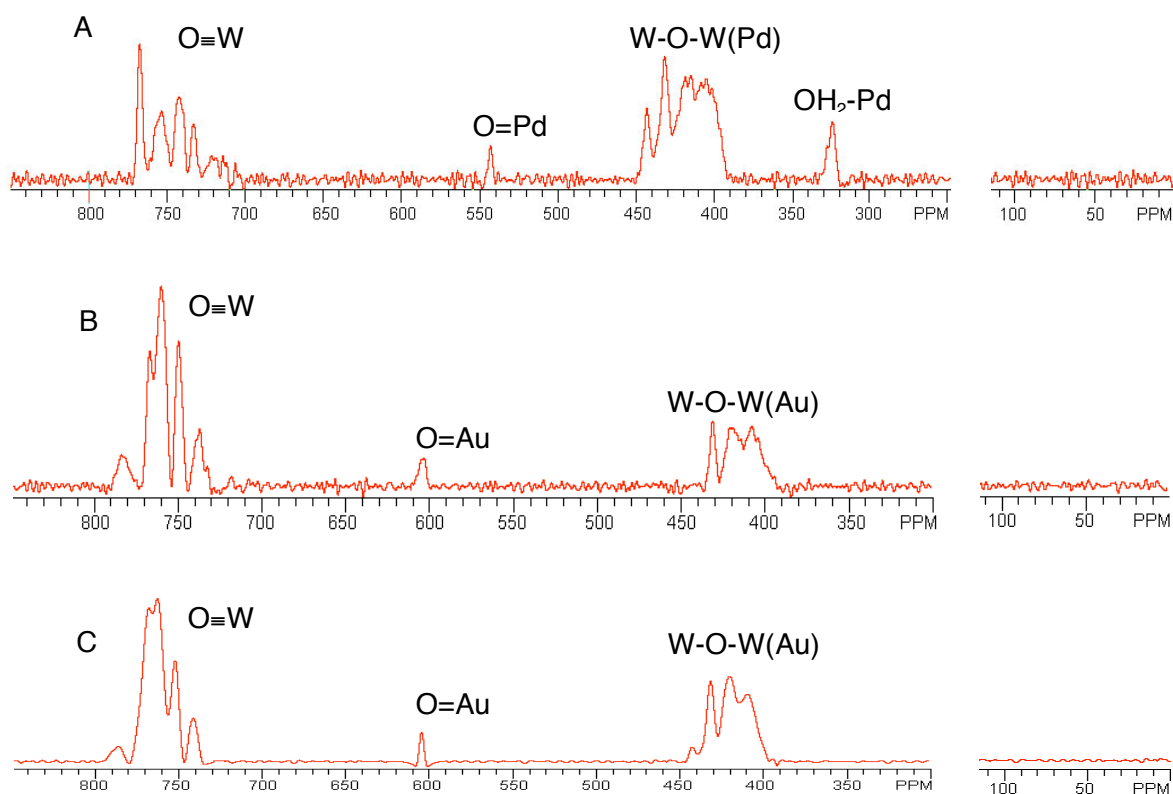 A
O≡W
W-O-W(Pd)
O=Pd
OH₂-Pd
800 750 700 650 600 550 500 450 400 350 300 PPM
100 50 PPM
B
O≡W
O=Au
W-O-W(Au)
800 750 700 650 600 550 500 450 400 350 PPM
100 50 PPM
C
O≡W
O=Au
W-O-W(Au)
800 750 700 650 600 550 500 450 400 350 PPM
100 50 PPM